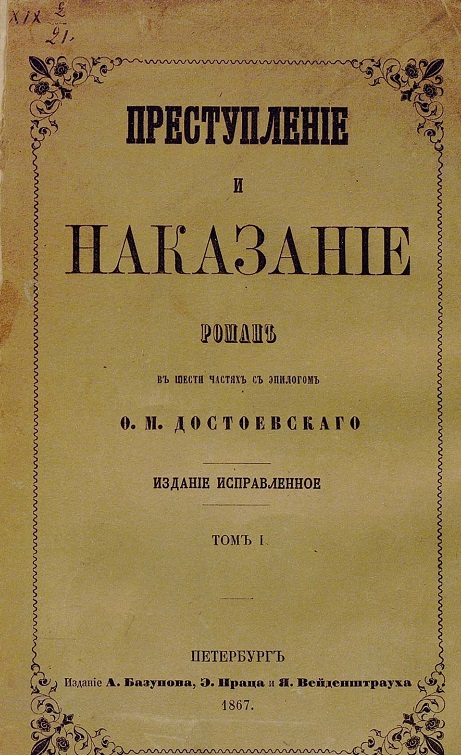 XIX 2/21.
ПРЕСТУПЛЕНІЕ
И
НАКАЗАНІЕ
РОМАНЪ
ВЪ ШЕСТИ ЧАСТЯХЪ СЪ ЭПИЛОГОМЪ
Ѳ. М. ДОСТОЕВСКАГО
ИЗДАНІЕ ИСПРАВЛЕННОЕ
ТОМЪ I
ПЕТЕРБУРГЪ
Изданіе А. Базунова, Э. Праца и Я. Вейденштрауха
1867.